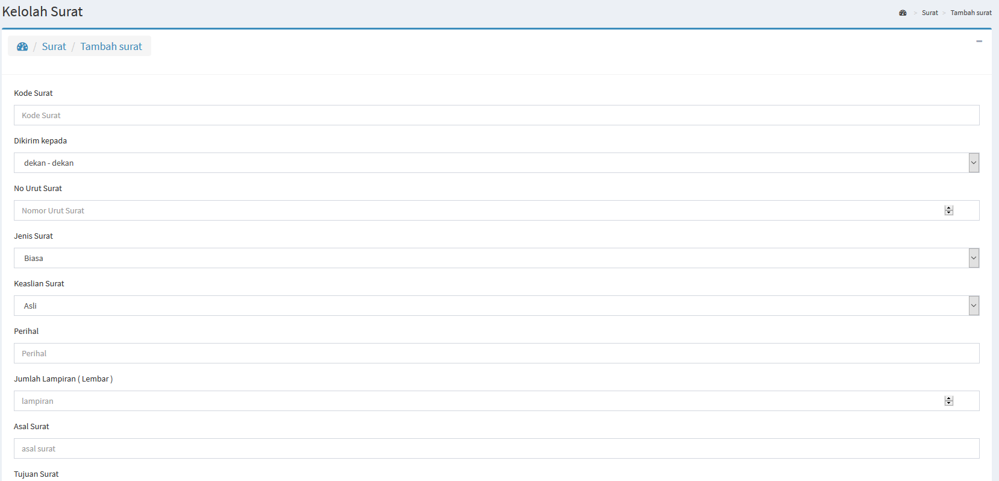 Kelolah Surat
> Surat > Tambah surat
/ Surat / Tambah surat
Kode Surat
Kode Surat
Dikirim kepada
dekan - dekan
No Urut Surat
Nomor Urut Surat
Jenis Surat
Biasa
Keaslian Surat
Asli
Perihal
Perihal
Jumlah Lampiran ( Lembar )
lampiran
Asal Surat
asal surat
Tujuan Surat